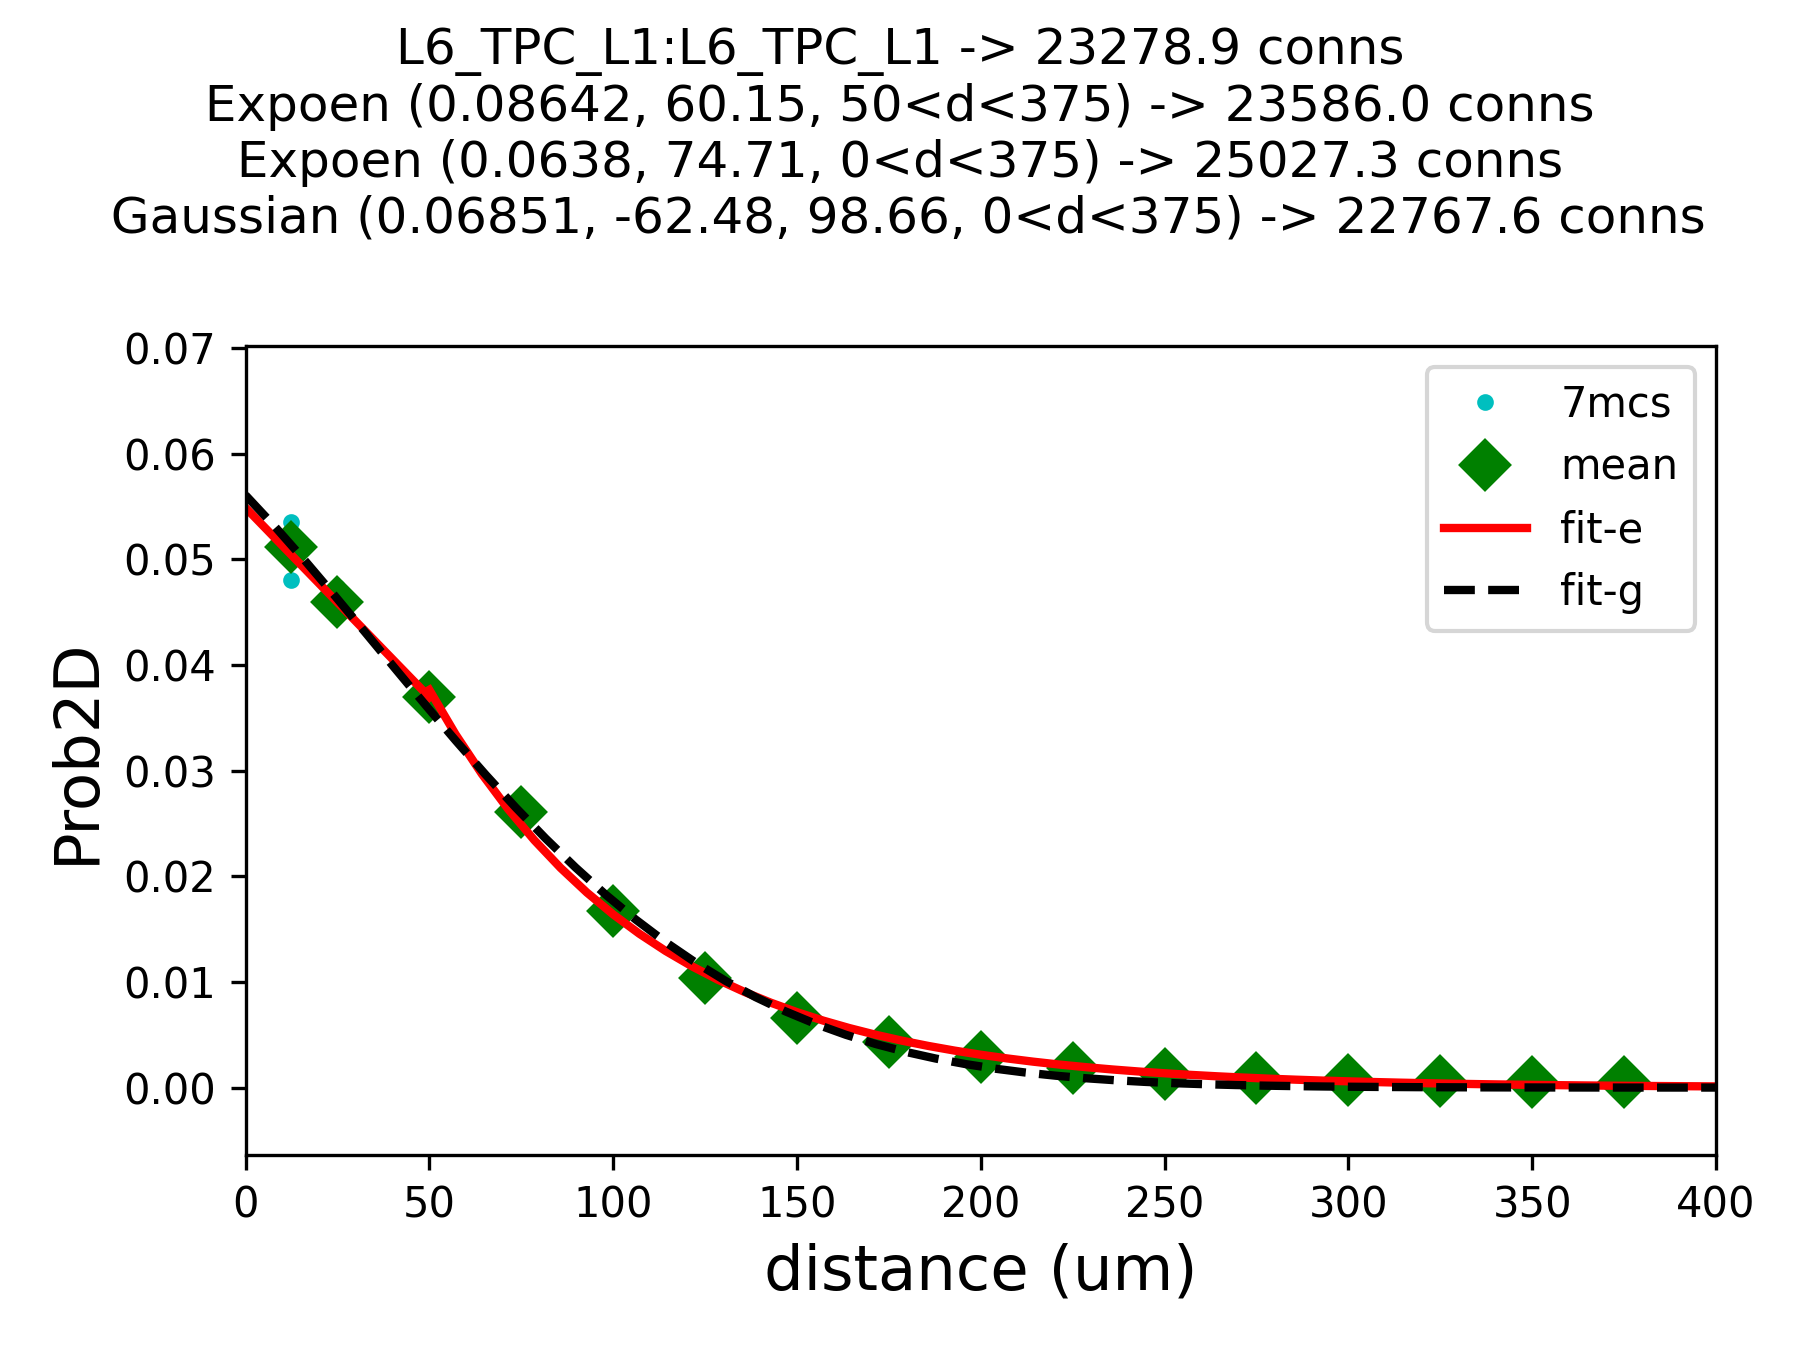 L6_TPC_L1:L6_TPC_L1 -> 23278.9 conns
Expoen (0.08642, 60.15, 50<d<375) -> 23586.0 conns
Expoen (0.0638, 74.71, 0<d<375) -> 25027.3 conns
Gaussian (0.06851, -62.48, 98.66, 0<d<375) -> 22767.6 conns
0.07
0.06
0.05
0.04
0.03
0.02
0.01
0.00
Prob2D
7mcs
mean
fit-e
fit-g
0 50 100 150 200 250 300 350 400
distance (um)